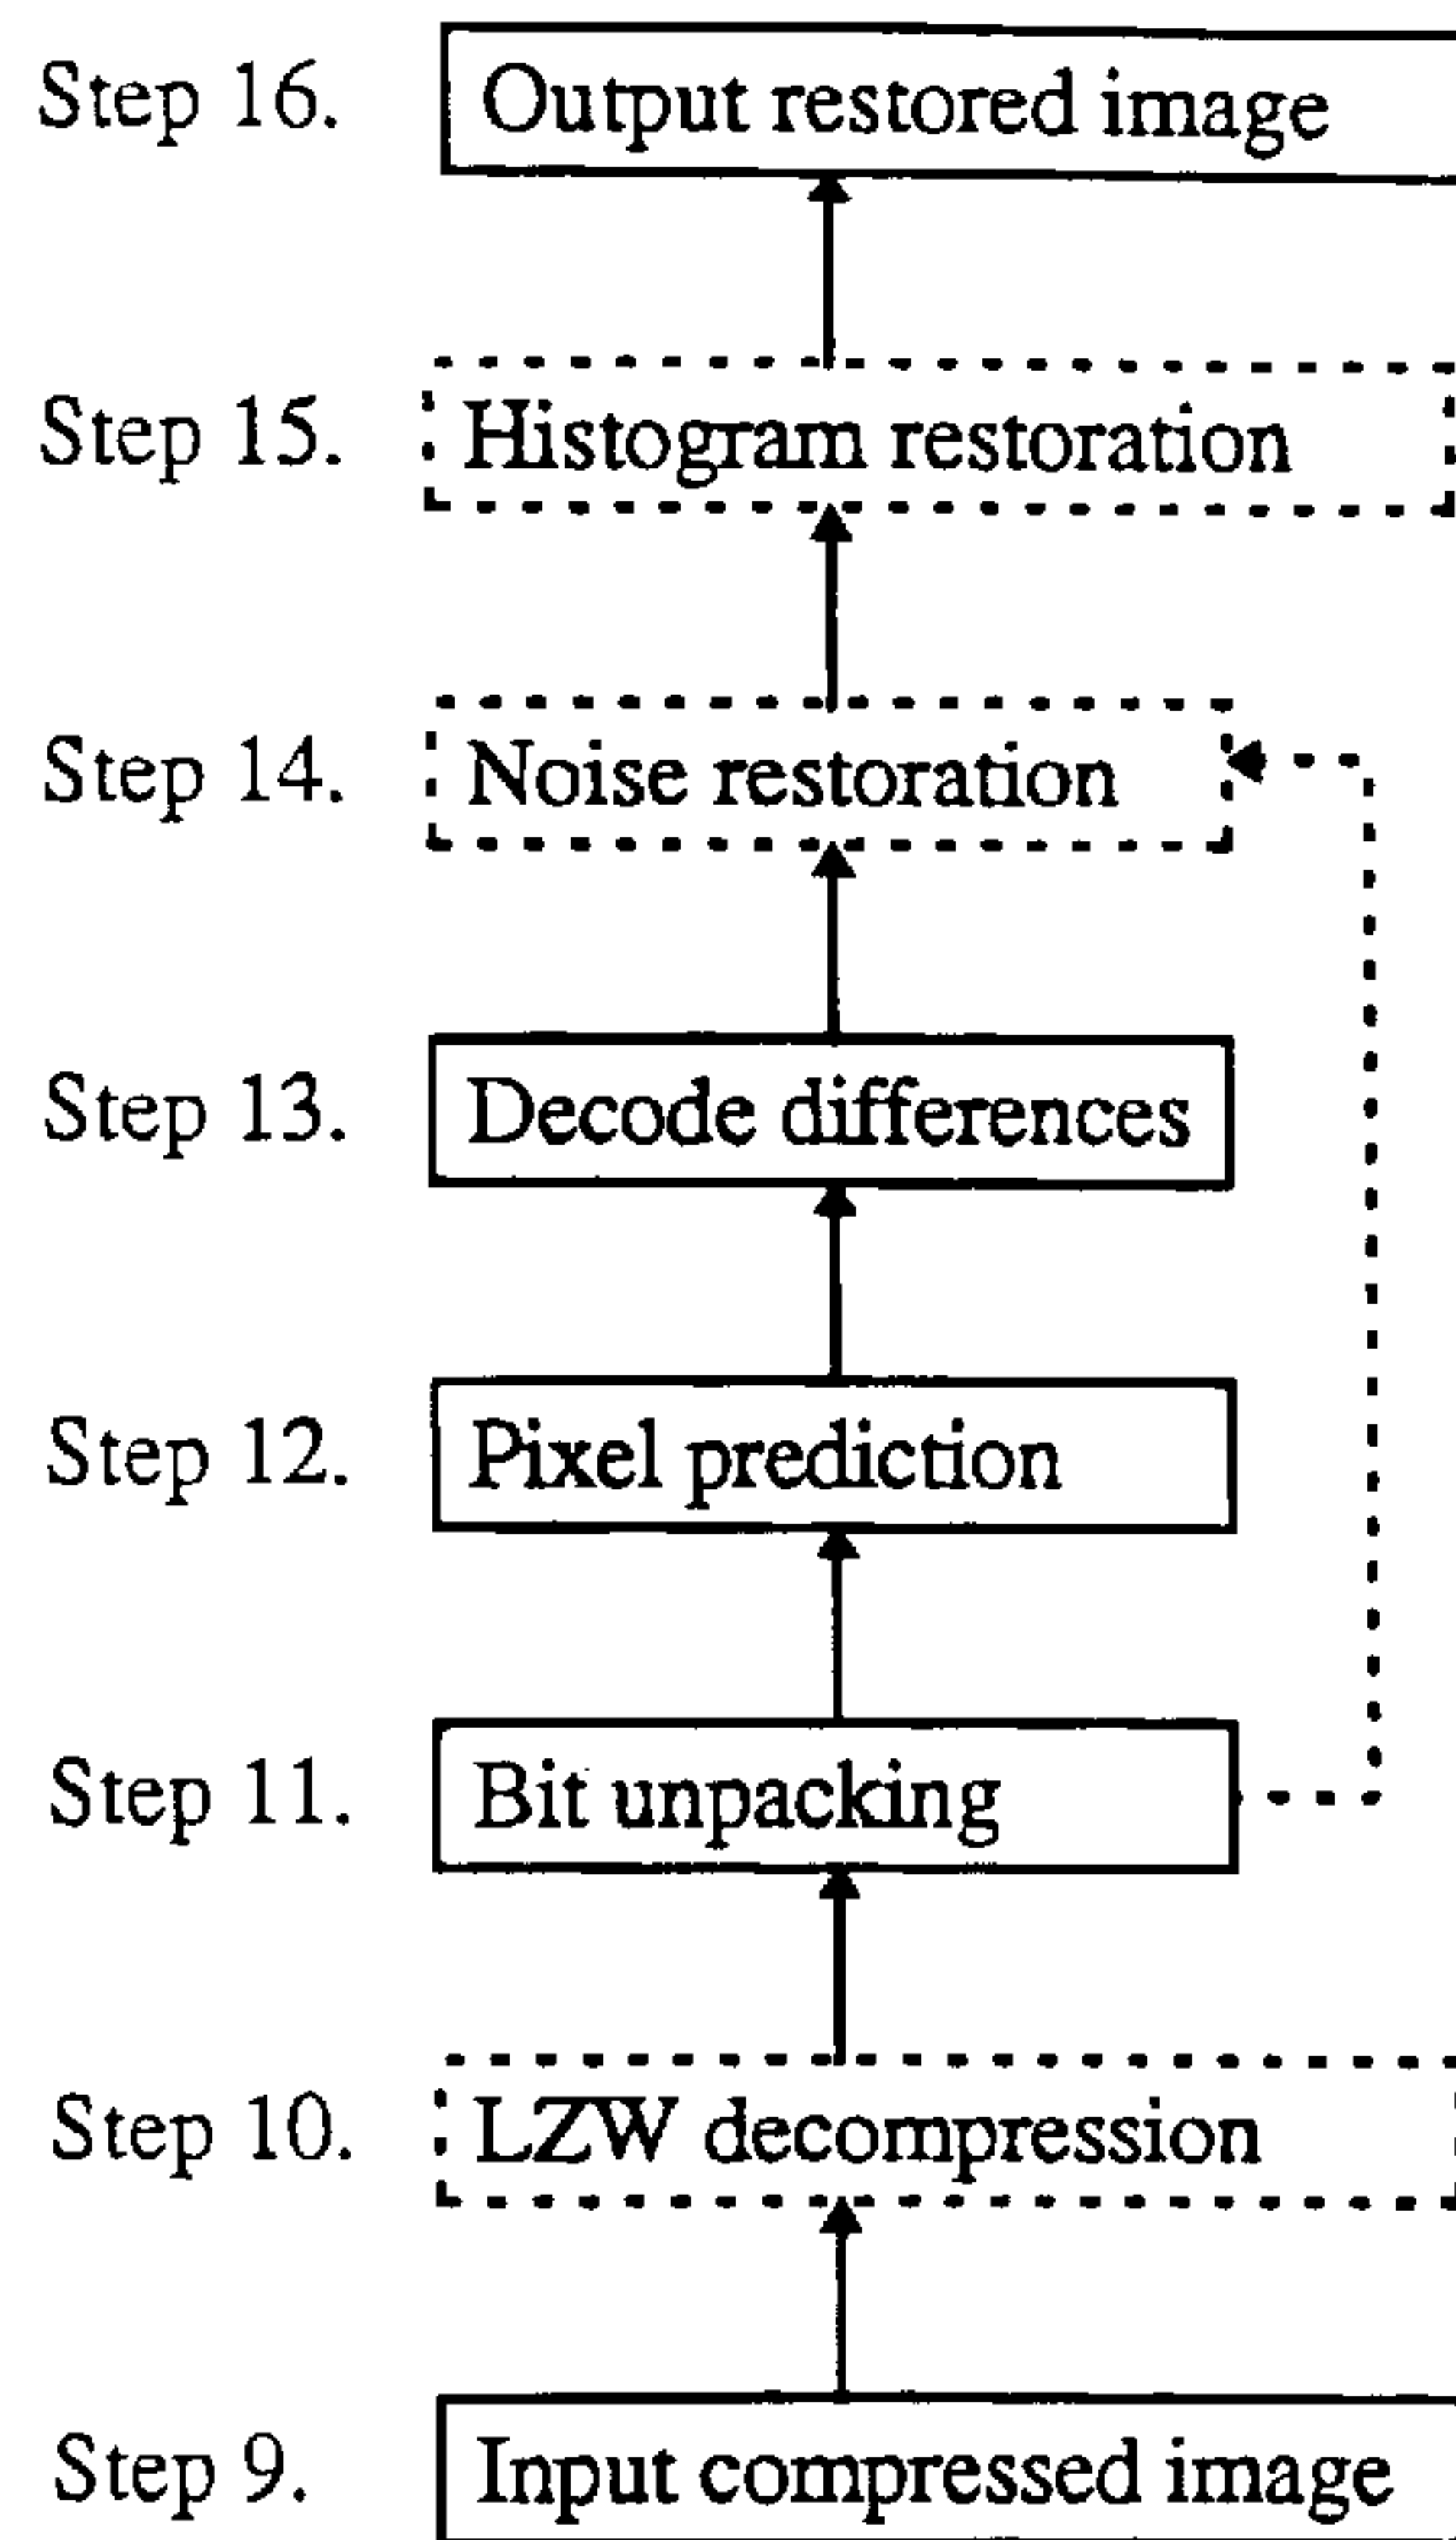 Step 16. Output restored image
Step 15. Histogram restoration
Step 14. Noise restoration
Step 13. Decode differences
Step 12. Pixel prediction
Step 11. Bit unpacking
Step 10. LZW decompression
Step 9. Input compressed image